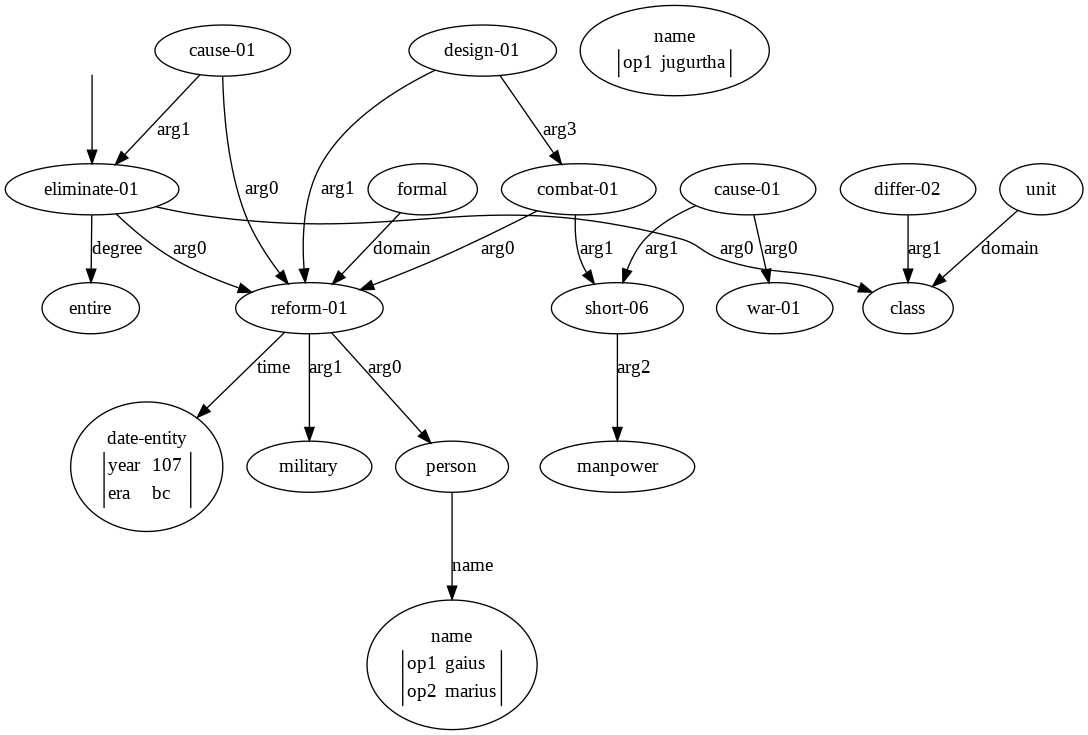 cause-01
design-01
name
op1 jugurtha
arg1
arg3
eliminate-01
arg0
arg1
formal
combat-01
cause-01
differ-02
unit
degree
arg0
domain
arg0
arg1
arg1
arg0
arg0
arg1
domain
entire
reform-01
short-06
war-01
class
time
arg1
arg0
arg2
date-entity
year 107
era bc
military
person
manpower
name
name
op1 gaius
op2 marius